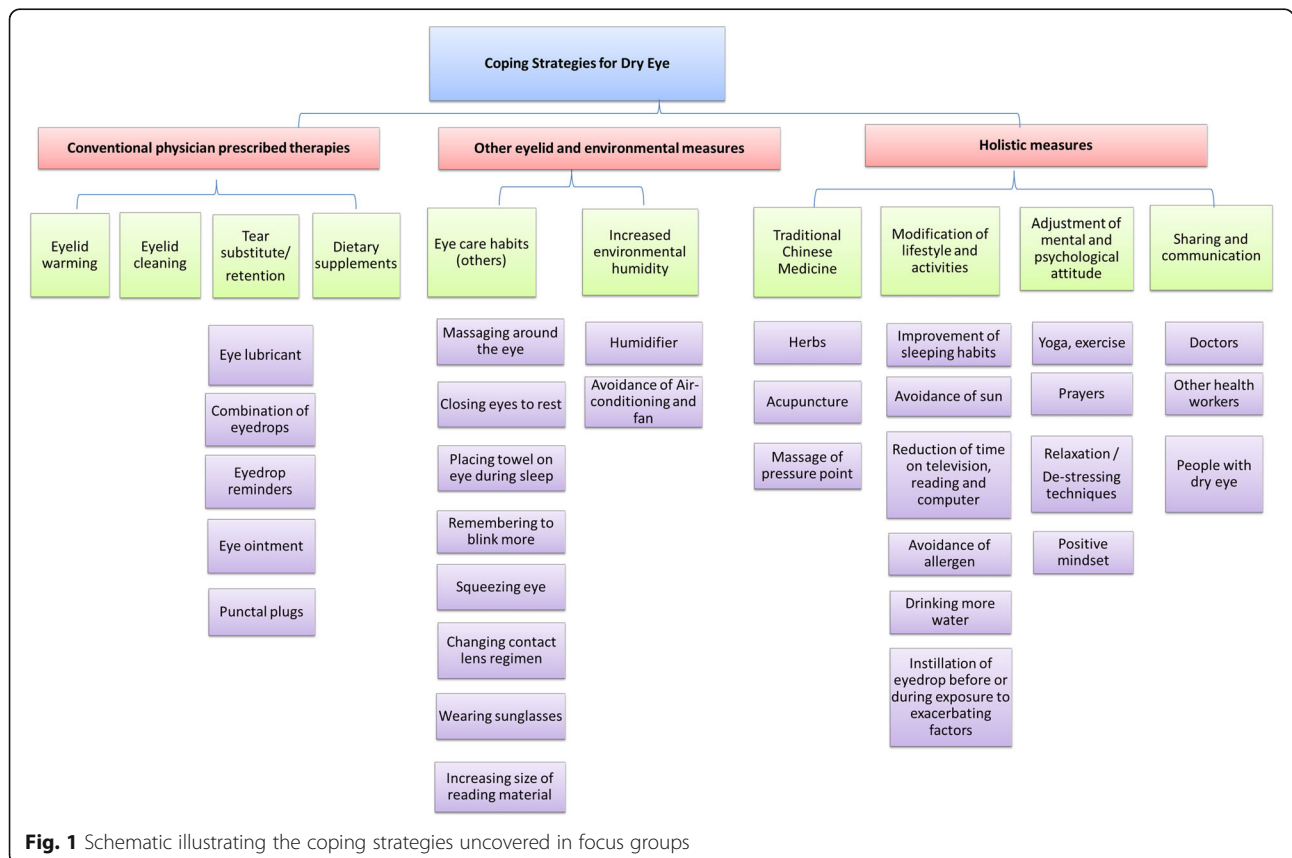 Coping Strategies for Dry Eye
Conventional physician prescribed therapies
Other eyelid and environmental measures
Holistic measures
Eyelid
warming
Eyelid
cleaning
Tear
substitute/
retention
Dietary
supplements
Eye care habits
(others)
Increased
environmental
humidity
Traditional
Chinese
Medicine
Modification of
lifestyle and
activities
Adjustment of
mental and
psychological
attitude
Sharing and
communication
Eye lubricant
Combination of
eyedrops
Eyedrop
reminders
Eye ointment
Punctal plugs
Massaging around
the eye
Closing eyes to rest
Placing towel on
eye during sleep
Remembering to
blink more
Squeezing eye
Changing contact
lens regimen
Wearing sunglasses
Increasing size of
reading material
Humidifier
Avoidance of Air-
conditioning and
fan
Herbs
Acupuncture
Massage of
pressure point
Improvement of
sleeping habits
Avoidance of sun
Reduction of time
on television,
reading and
computer
Avoidance of
allergen
Drinking more
water
Instillation of
eyedrop before or
during exposure to
exacerbating
factors
Yoga, exercise
Prayers
Relaxation /
De-stressing
techniques
Positive
mindset
Doctors
Other health
workers
People with
dry eye
Fig. 1 Schematic illustrating the coping strategies uncovered in focus groups